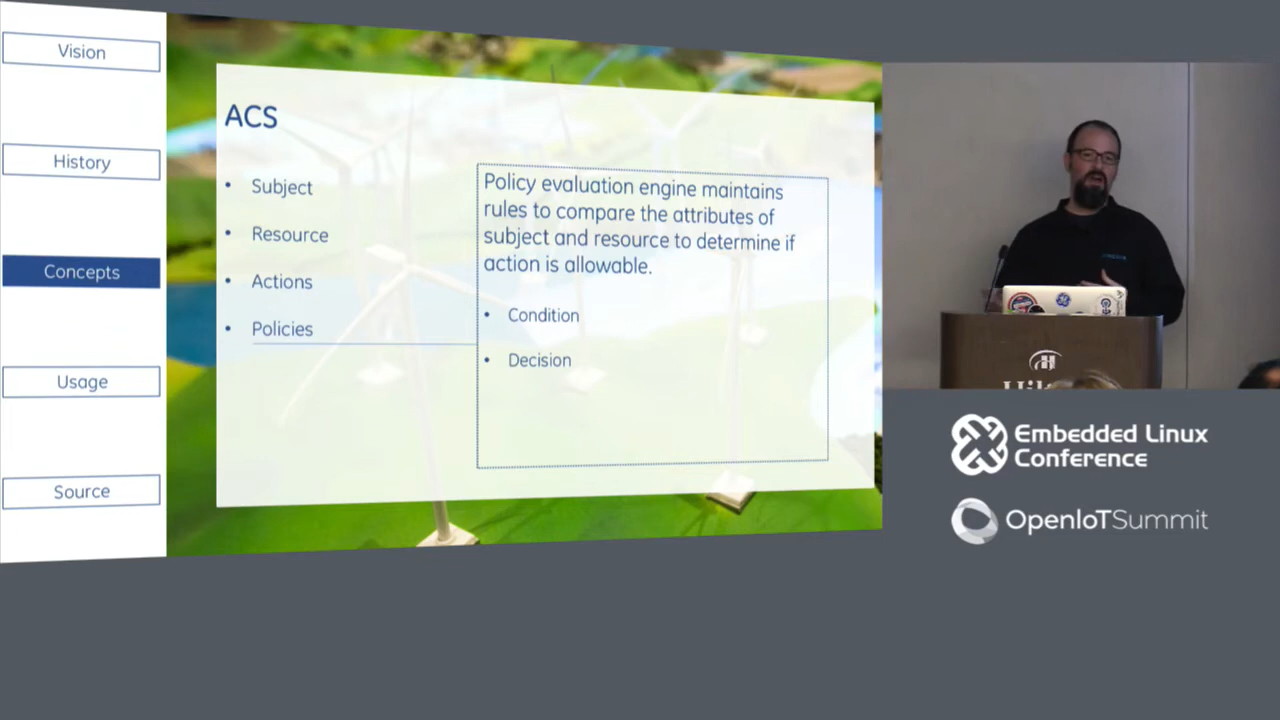 Vision
History
Concepts
Usage
Source
ACS
• Subject
• Resource
• Actions
• Policies
Policy evaluation engine maintains
rules to compare the attributes of
subject and resource to determine if
action is allowable.
• Condition
• Decision
Embedded Linux
Conference
OpenIoTSummit